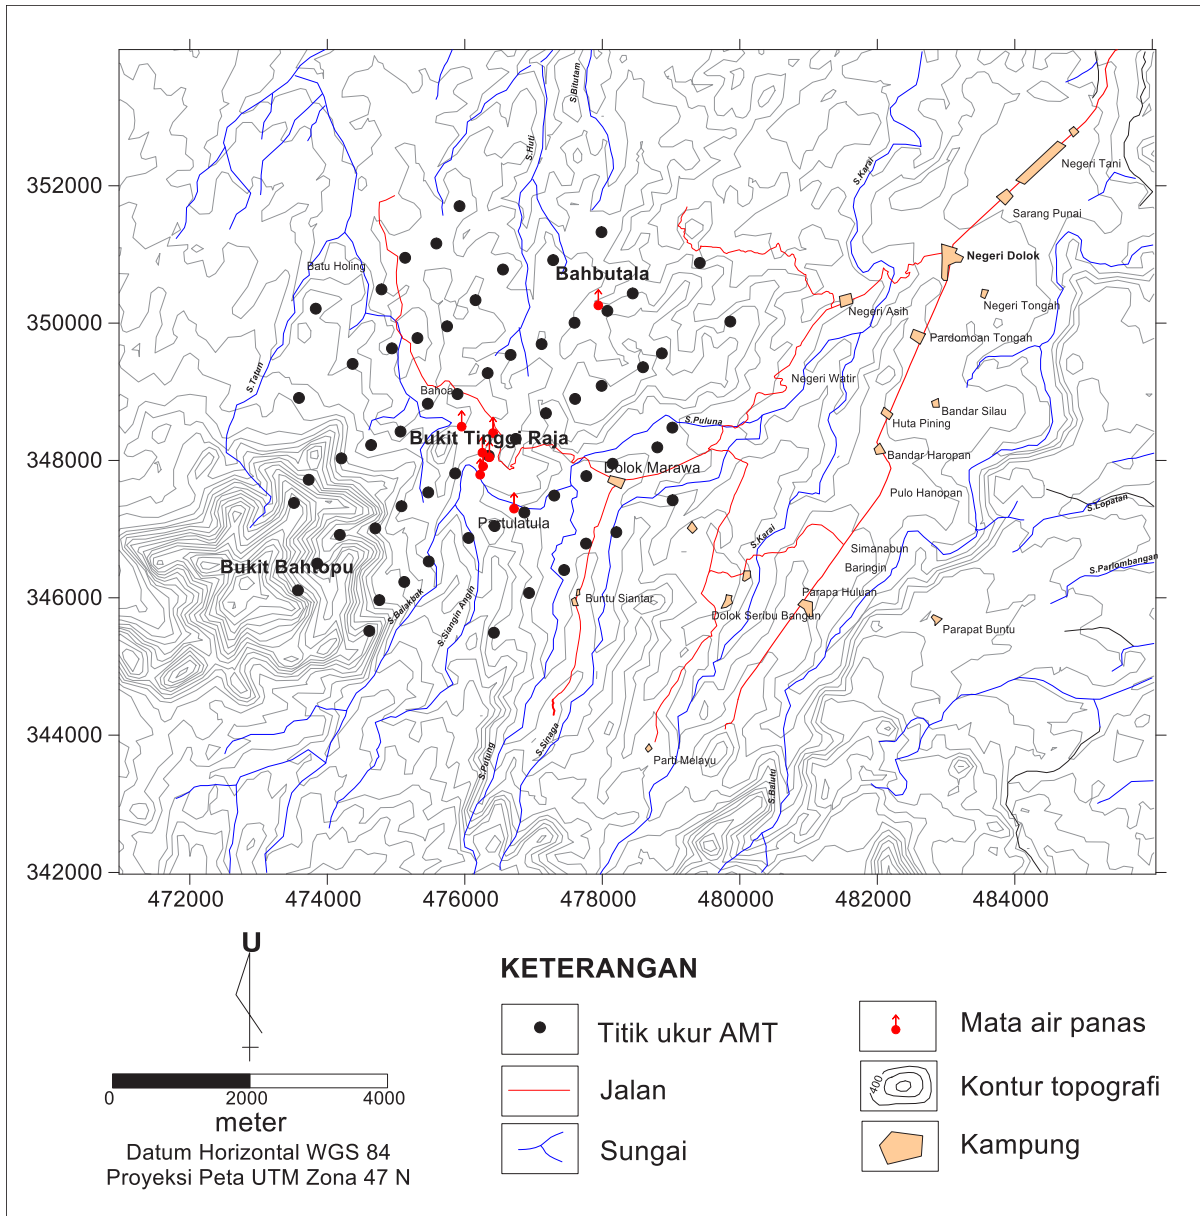 S.Bitutam
S.Huti
S.Karai
352000
Negeri Tani
Sarang Punai
Batu Holing
Bahbutala
Negeri Dolok
350000
Negeri Asih
Negeri Tongah
Pardomoan Tongah
S.Tatun
Bahoan
Negeri Watir
Bandar Silau
S.Puluna
Huta Pining
Bukit Tinggi Raja
348000
Dolok Marawa
Bandar Haropan
Pulo Hanopan
S.Lopatan
Partulatula
S.Karai
Simanabun
Bukit Bahtopu
Baringin
S.Parlombangan
346000
S.Balakbak
S.Siangin Angin
Buntu Siantar
Parapa Huluan
Dolok Seribu Bangun
Parapat Buntu
344000
S.Putung
S.Sinaga
Parti Melayu
S.Balutu
342000
472000 474000 476000 478000 480000 482000 484000
U
KETERANGAN
Titik ukur AMT
Mata air panas
Jalan
400
Kontur topografi
0 2000 4000
meter
Sungai
Kampung
Datum Horizontal WGS 84
Proyeksi Peta UTM Zona 47 N